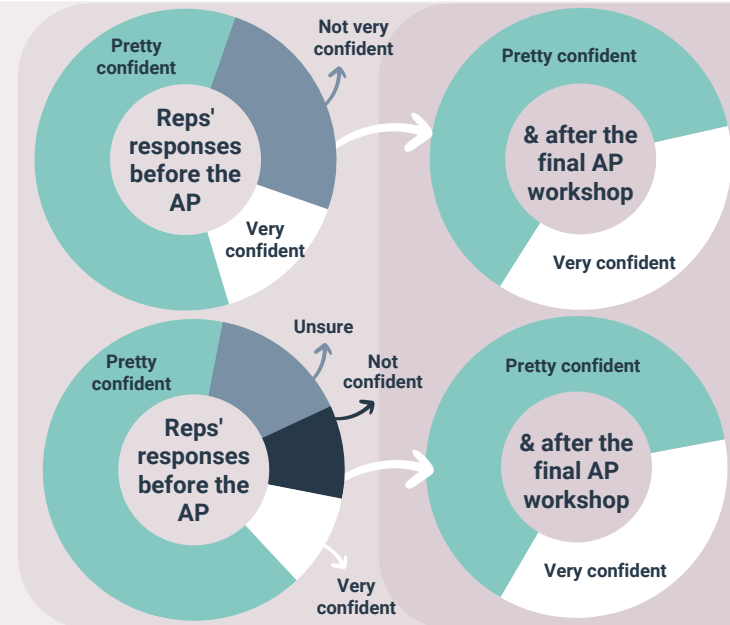 Pretty
confident
Not very
confident
Reps'
responses
before the
AP
Very
confident
Pretty confident
& after the
final AP
workshop
Very confident
Pretty
confident
Unsure
Not
confident
Reps'
responses
before the
AP
Very
confident
Pretty confident
& after the
final AP
workshop
Very confident